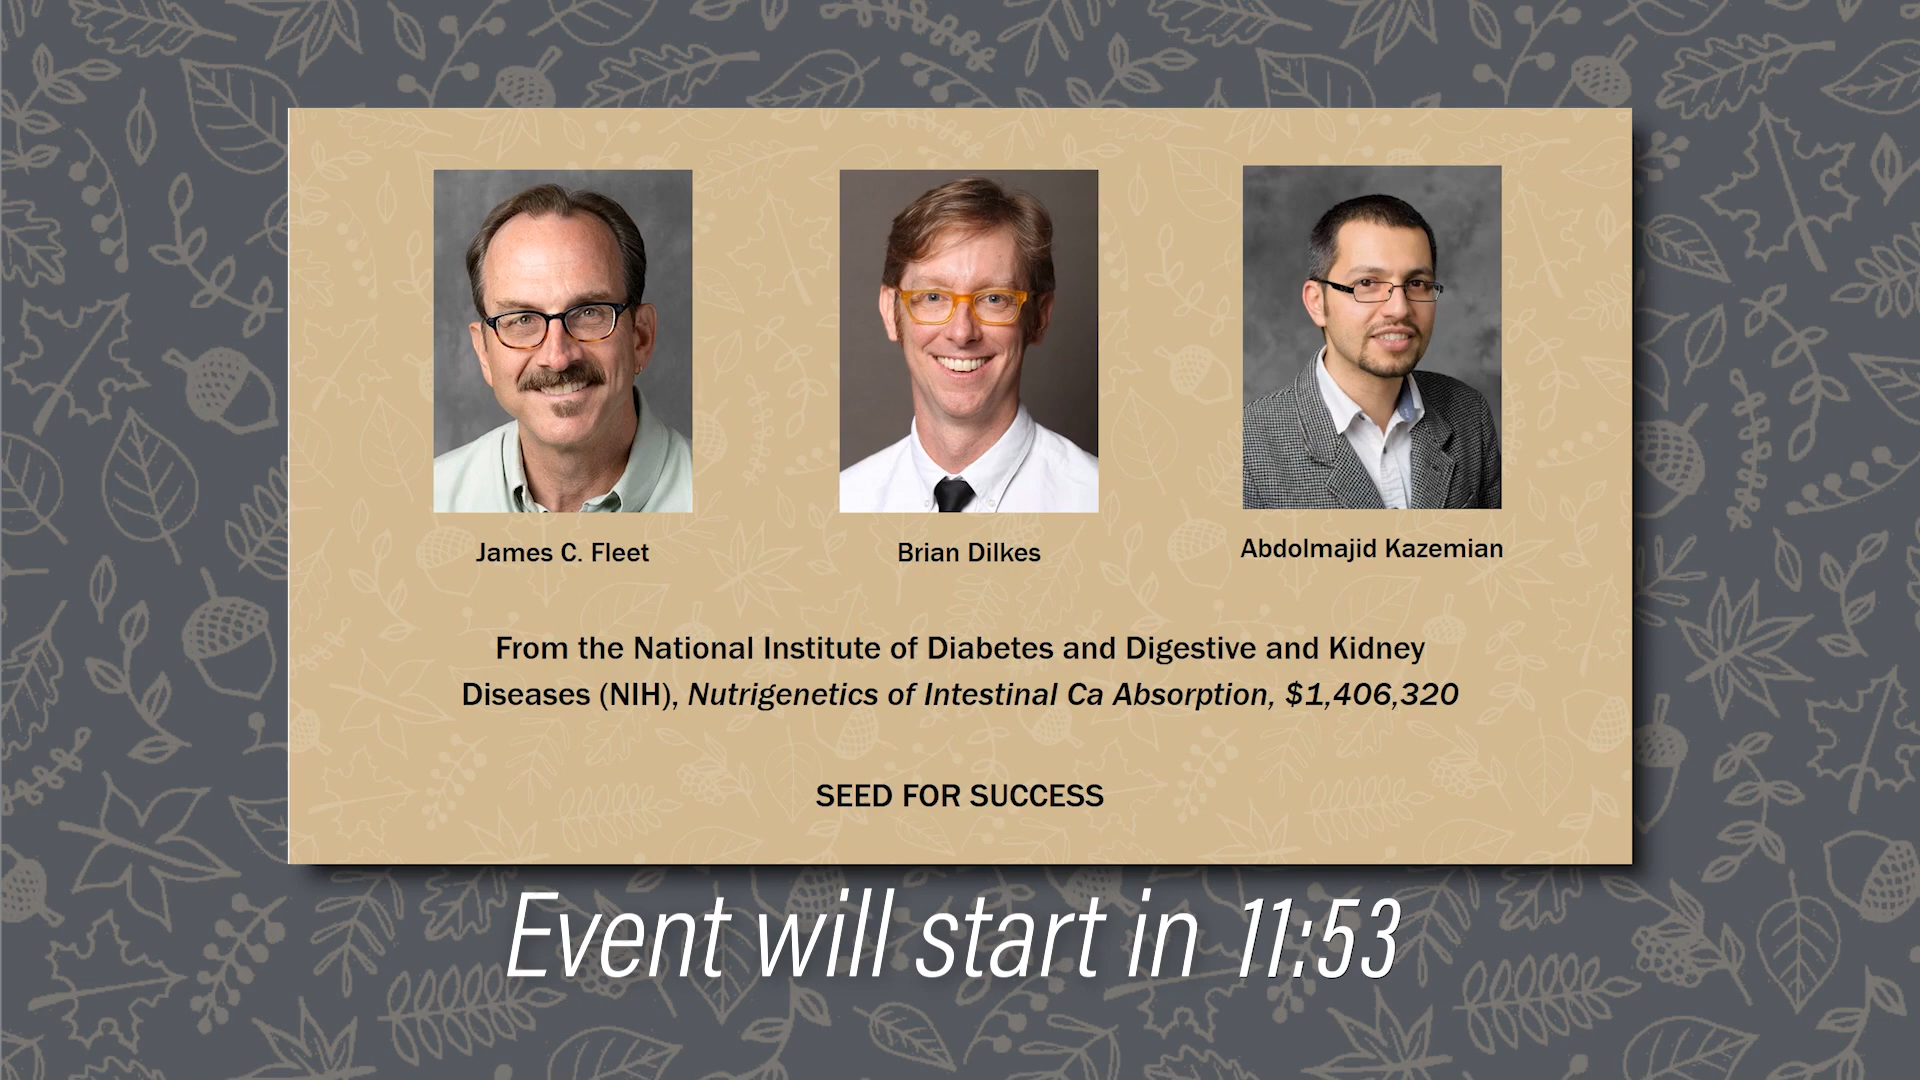 James C. Fleet
Brian Dilkes
Abdolmajid Kazemian
From the National Institute of Diabetes and Digestive and Kidney
Diseases (NIH), Nutrigenetics of Intestinal Ca Absorption, $1,406,320
SEED FOR SUCCESS
Event will start in 11:53